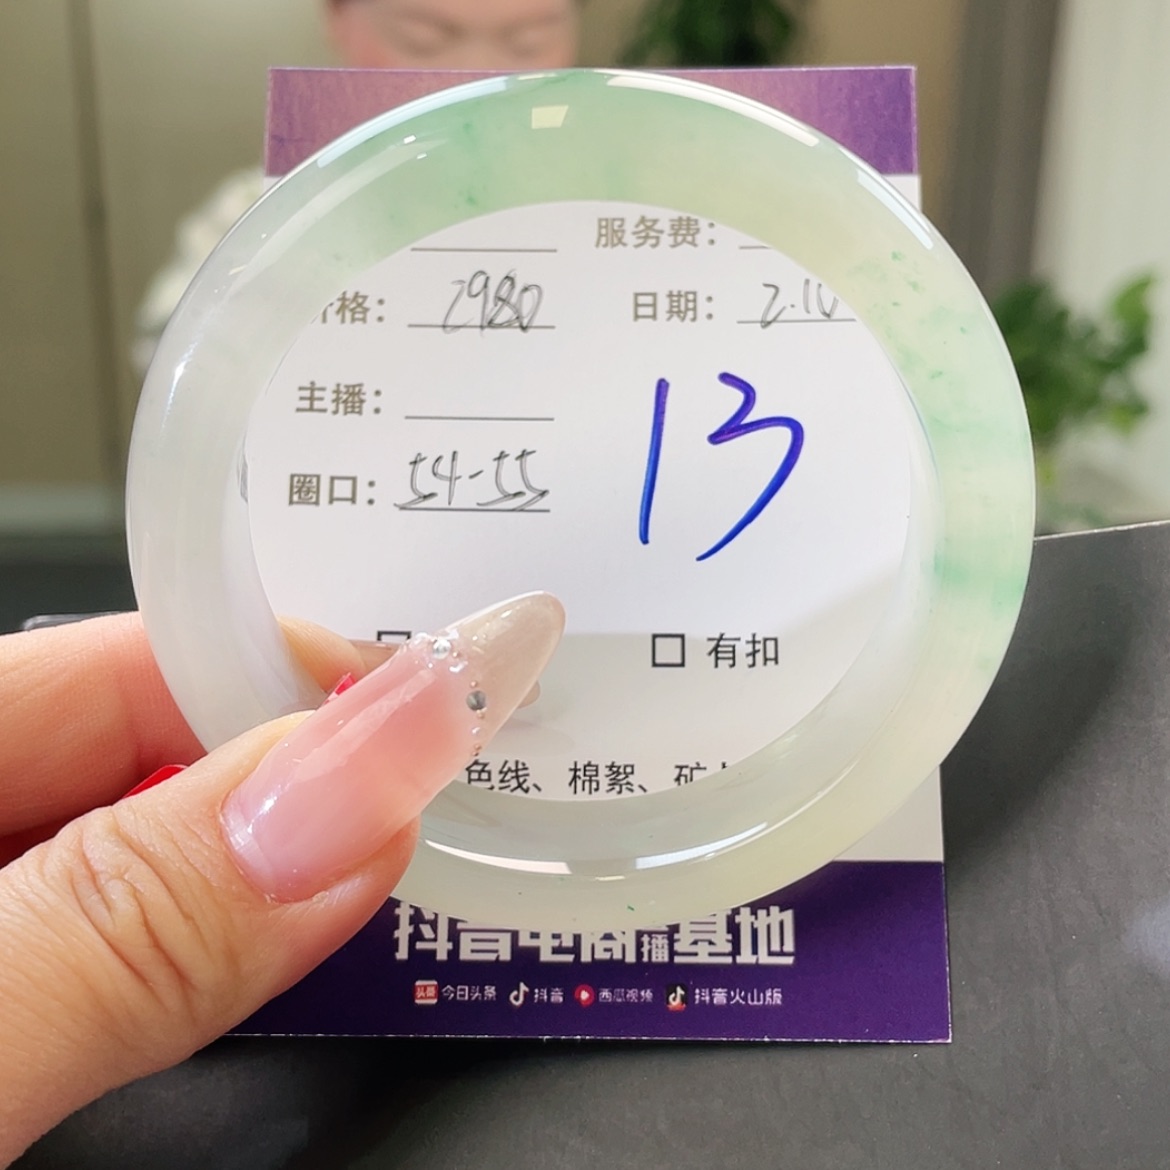 服务费：
格： 2980 日期： 2.10
主播：
13
圈口： 54-55
有扣
色线、棉絮、矿
抖音电商直播基地
今日头条 抖音 西瓜视频 抖音火山版